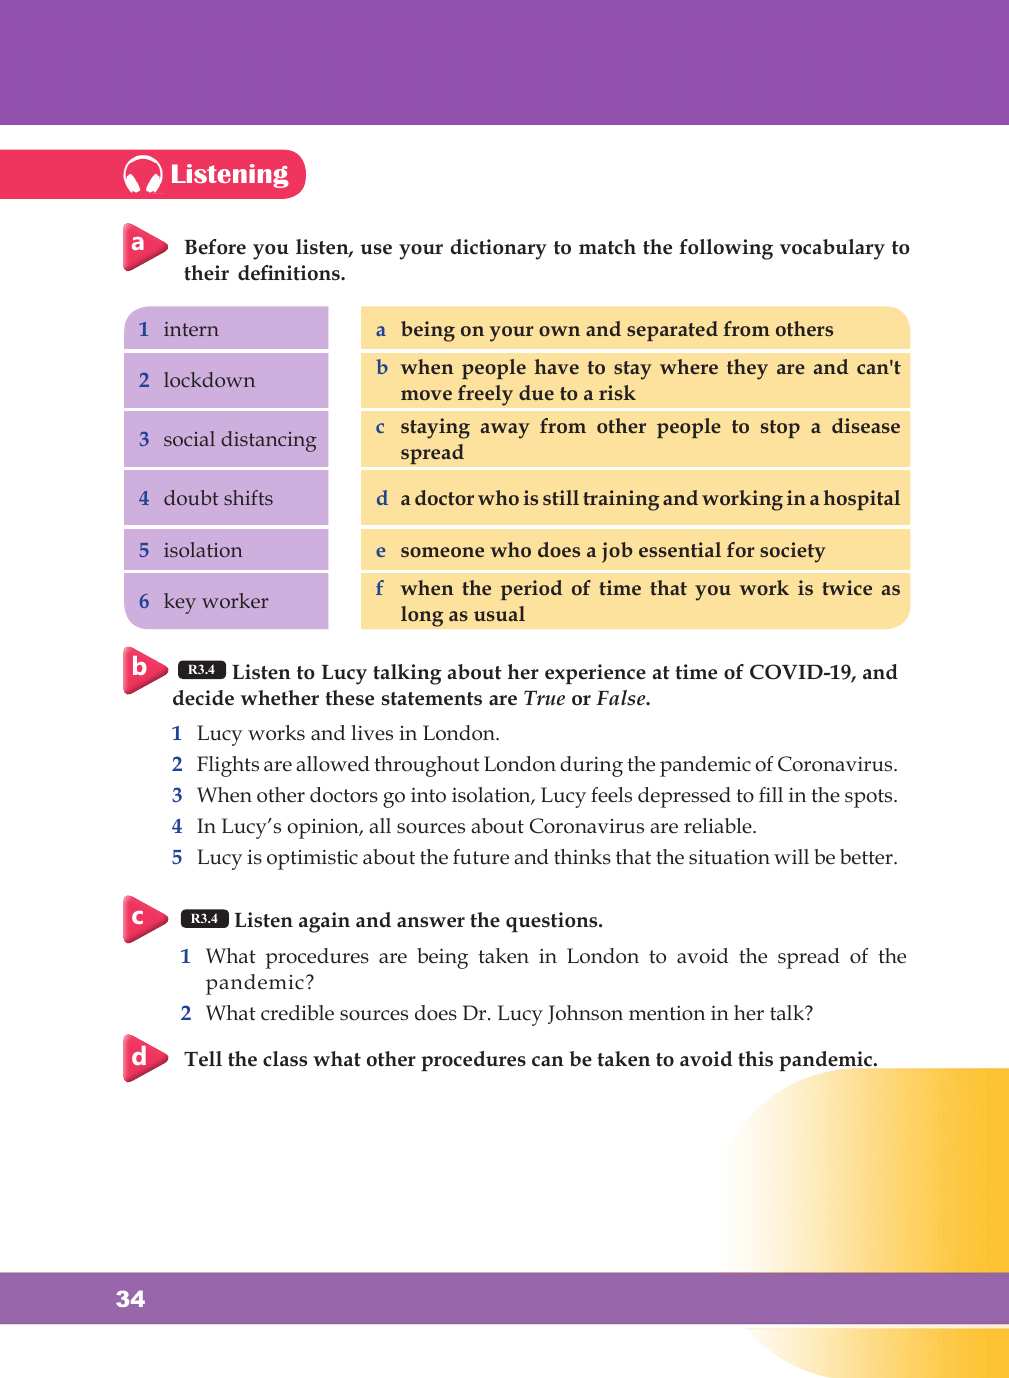 Listening
a Before you listen, use your dictionary to match the following vocabulary to
their definitions.
1 intern
a being on your own and separated from others
2 lockdown
b when people have to stay where they are and can't
move freely due to a risk
3 social distancing
c staying away from other people to stop a disease
spread
4 doubt shifts
d a doctor who is still training and working in a hospital
5 isolation
e someone who does a job essential for society
6 key worker
f when the period of time that you work is twice as
long as usual
b R3.4 Listen to Lucy talking about her experience at time of COVID-19, and
decide whether these statements are True or False.
1 Lucy works and lives in London.
2 Flights are allowed throughout London during the pandemic of Coronavirus.
3 When other doctors go into isolation, Lucy feels depressed to fill in the spots.
4 In Lucy’s opinion, all sources about Coronavirus are reliable.
5 Lucy is optimistic about the future and thinks that the situation will be better.
c R3.4 Listen again and answer the questions.
1 What procedures are being taken in London to avoid the spread of the
pandemic?
2 What credible sources does Dr. Lucy Johnson mention in her talk?
d Tell the class what other procedures can be taken to avoid this pandemic.
34